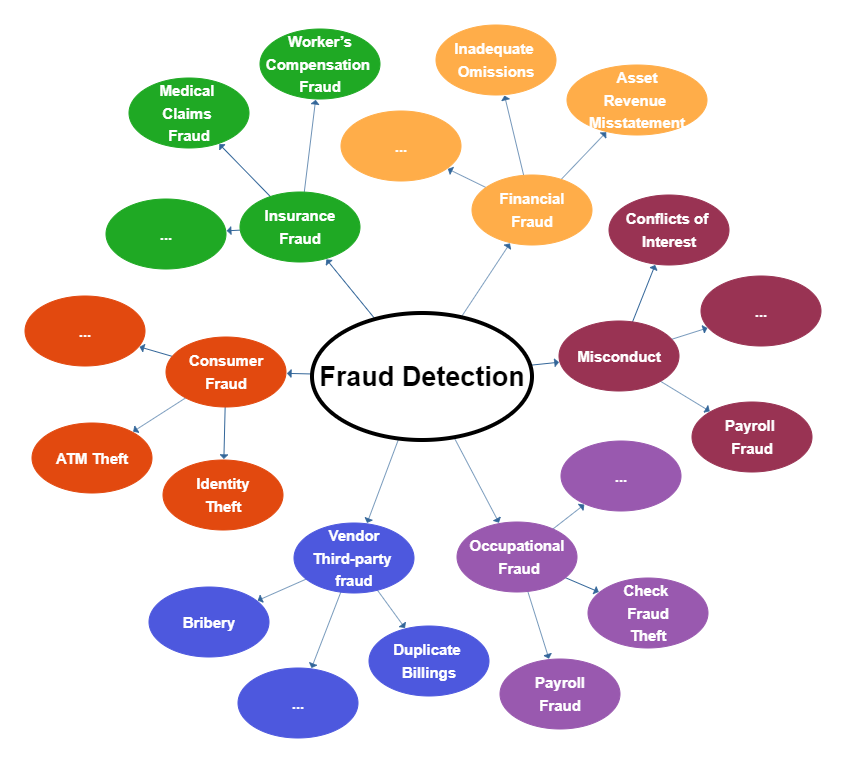 Worker's
Compensation
Fraud
Medical
Claims
Fraud
...
Insurance
Fraud
Inadequate
Omissions
Asset
Revenue
Misstatement
...
Financial
Fraud
Conflicts of
Interest
...
Misconduct
Payroll
Fraud
Fraud Detection
...
Consumer
Fraud
ATM Theft
Identity
Theft
Vendor
Third-party
fraud
Bribery
...
Duplicate
Billings
...
Occupational
Fraud
Check
Fraud
Theft
Payroll
Fraud